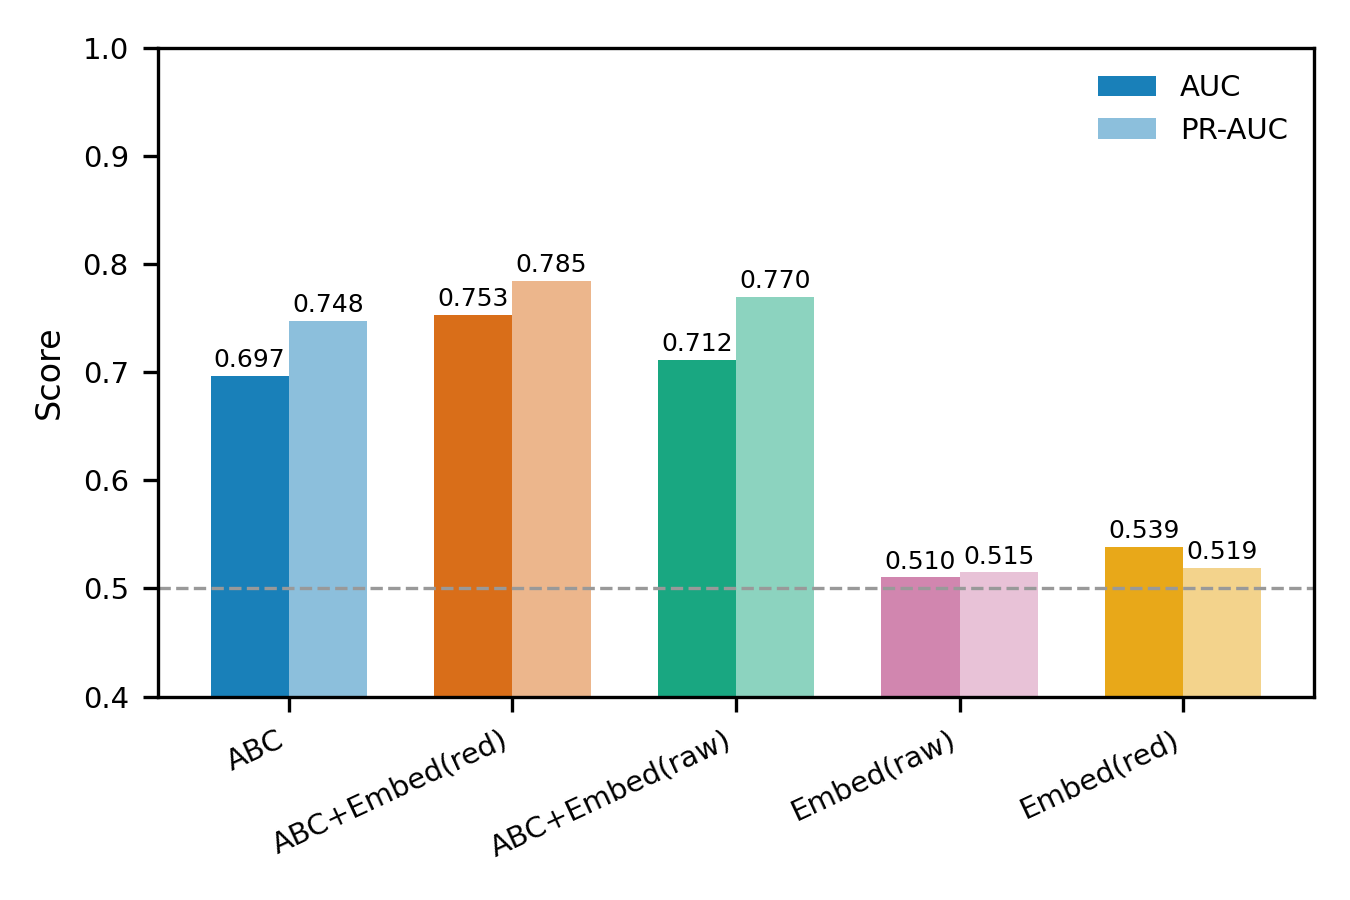 1.0
0.9
0.8
0.7
0.6
0.5
0.4
Score
AUC
PR-AUC
0.697
0.748
0.753
0.785
0.712
0.770
0.510
0.515
0.539
0.519
ABC
ABC+Embed(red)
ABC+Embed(raw)
Embed(raw)
Embed(red)